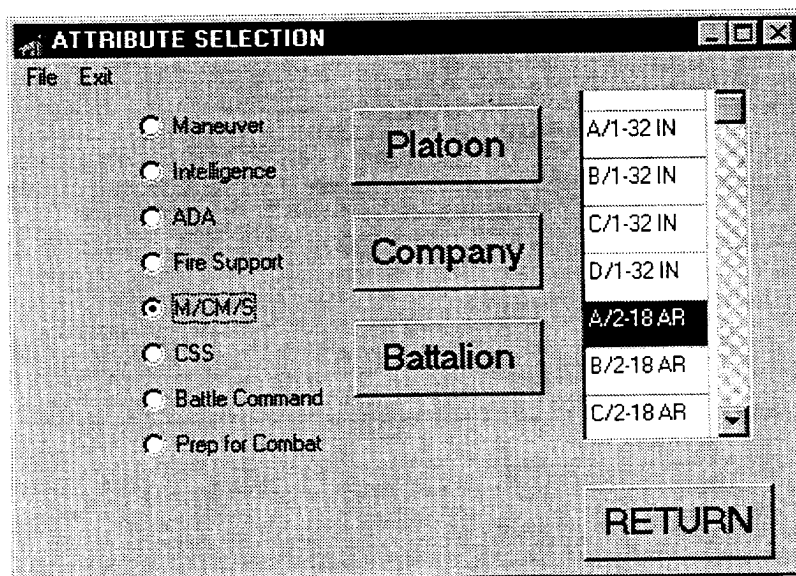 ATTRIBUTE SELECTION
File Exit
Maneuver
Intelligence
ADA
Fire Support
M/CM/S
CSS
Battle Command
Prep for Combat
Platoon
Company
Battalion
A/1-32 IN
B/1-32 IN
C/1-32 IN
D/1-32 IN
A/2-18 AR
B/2-18 AR
C/2-18 AR
RETURN